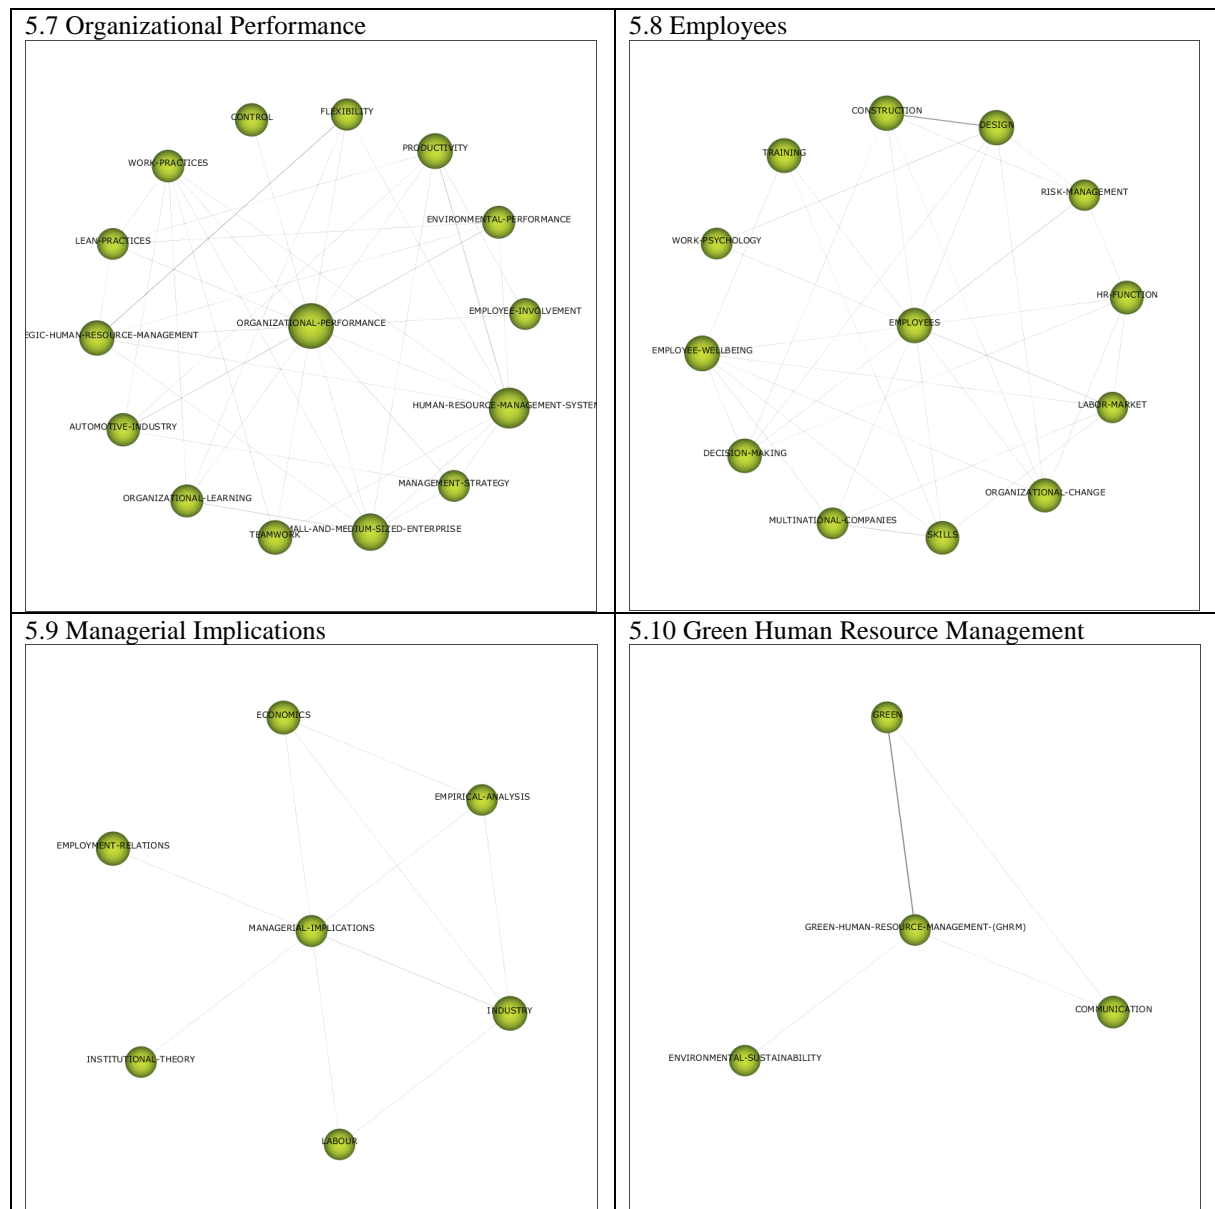 5.7 Organizational Performance
CONTROL
FLEXIBILITY
PRODUCTIVITY
WORK-PRACTICES
ENVIRONMENTAL-PERFORMANCE
LEAN-PRACTICES
EMPLOYEE-INVOLVEMENT
ORGANIZATIONAL-PERFORMANCE
EGIC-HUMAN-RESOURCE-MANAGEMENT
HUMAN-RESOURCE-MANAGEMENT-SYSTEM
AUTOMOTIVE-INDUSTRY
MANAGEMENT-STRATEGY
ORGANIZATIONAL-LEARNING
MALL-AND-MEDIUM-SIZED-ENTERPRISE
TEAMWORK
5.8 Employees
CONSTRUCTION
DESIGN
TRAINING
RISK-MANAGEMENT
WORK-PSYCHOLOGY
HR-FUNCTION
EMPLOYEES
EMPLOYEE-WELLBEING
LABOR-MARKET
DECISION-MAKING
ORGANIZATIONAL-CHANGE
MULTINATIONAL-COMPANIES
SKILLS
5.9 Managerial Implications
ECONOMICS
EMPIRICAL-ANALYSIS
EMPLOYMENT-RELATIONS
MANAGERIAL-IMPLICATIONS
INDUSTRY
INSTITUTIONAL-THEORY
LABOUR
5.10 Green Human Resource Management
GREEN
GREEN-HUMAN-RESOURCE-MANAGEMENT-(GHRM)
COMMUNICATION
ENVIRONMENTAL-SUSTAINABILITY